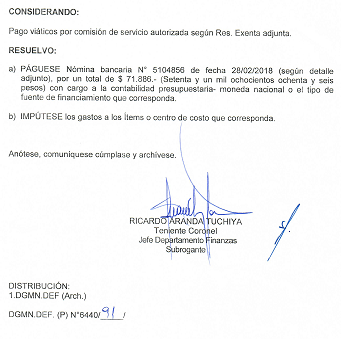 CONSIDERANDO:
Pago viáticos por comisión de servicio autorizada según Res. Exenta adjunta.
RESUELVO:
a) PÁGUESE Nómina bancaria N° 5104856 de fecha 28/02/2018 (según detalle
adjunto), por un total de $ 71.886.- (Setenta y un mil ochocientos ochenta y seis
pesos) con cargo a la contabilidad presupuestaria- moneda nacional o el tipo de
fuente de financiamiento que corresponda.
b) IMPÚTESE los gastos a los Ítems o centro de costo que corresponda.
Anótese, comuníquese cúmplase y archívese.
RICARDO ARANDA TUCHIYA
Teniente Coronel
Jefe Departamento Finanzas
Subrogante
DISTRIBUCIÓN:
1.DGMN.DEF (Arch.)
DGMN.DEF. (P) N°6440/ 91 /